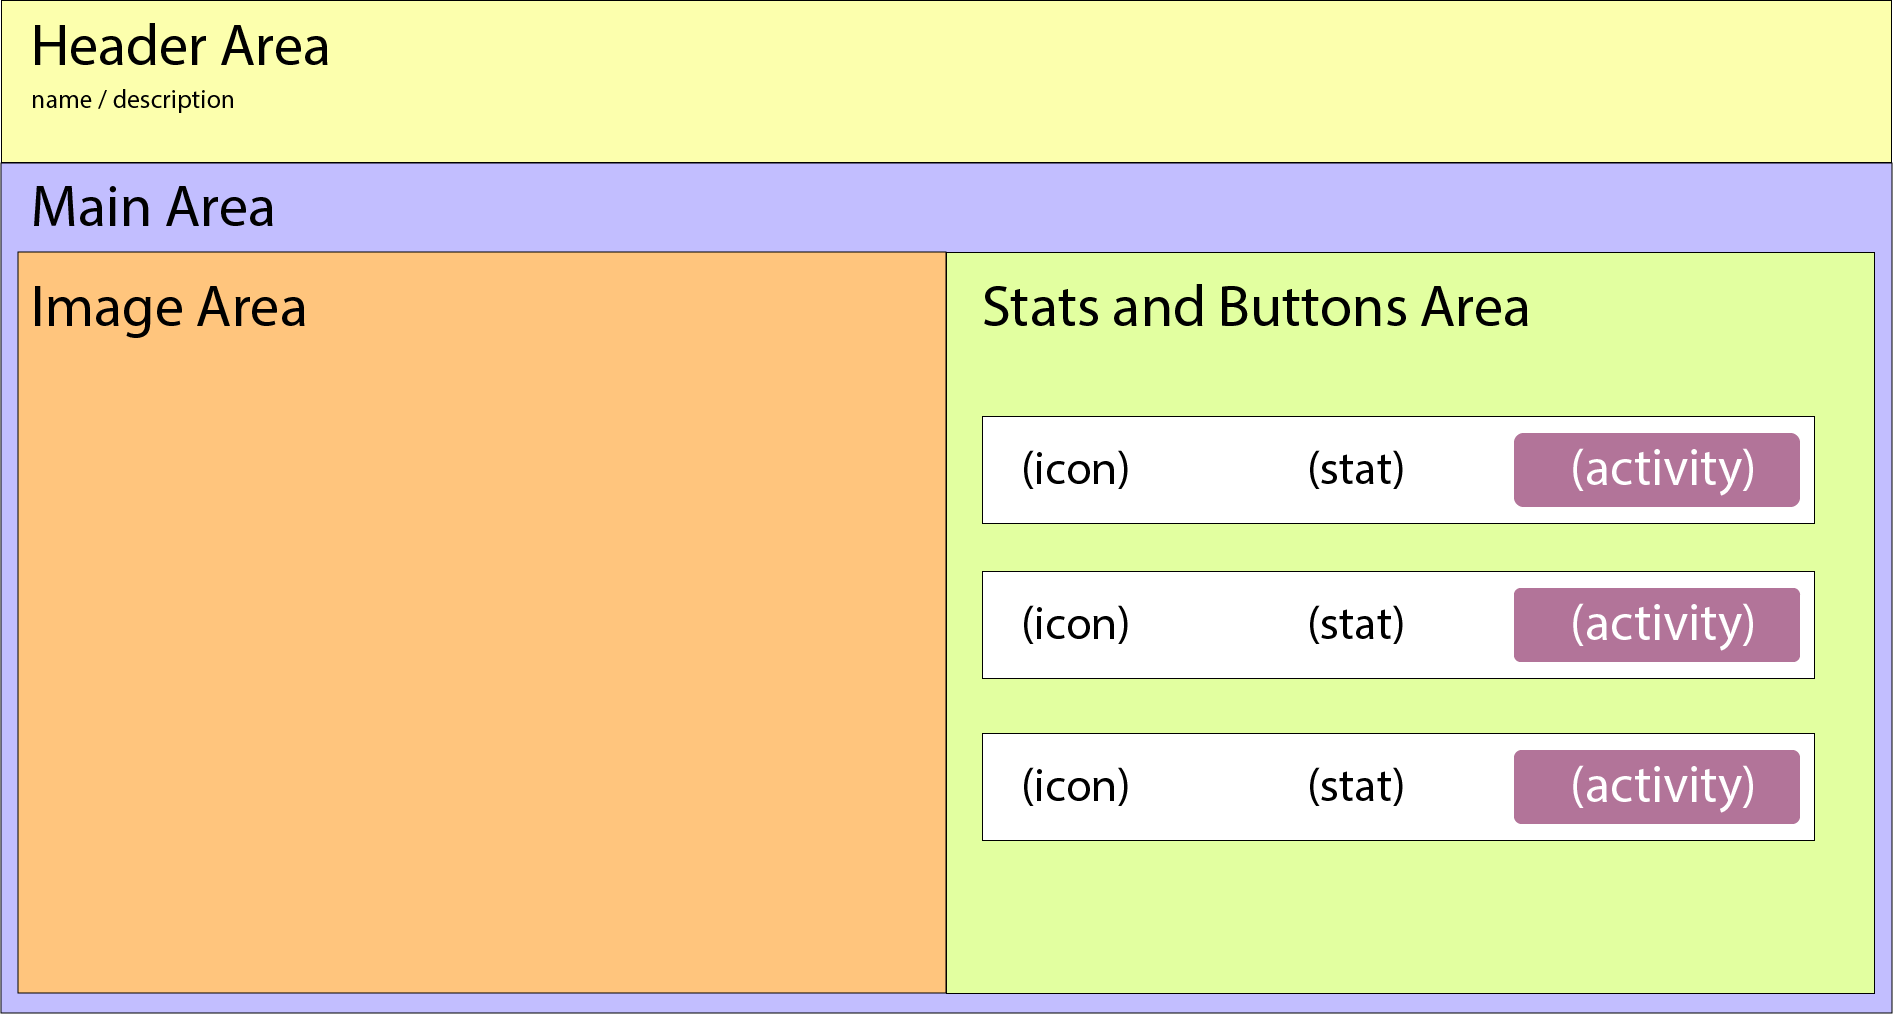 Header Area
name / description
Main Area
Image Area
Stats and Buttons Area
(icon) (stat) (activity)
(icon) (stat) (activity)
(icon) (stat) (activity)